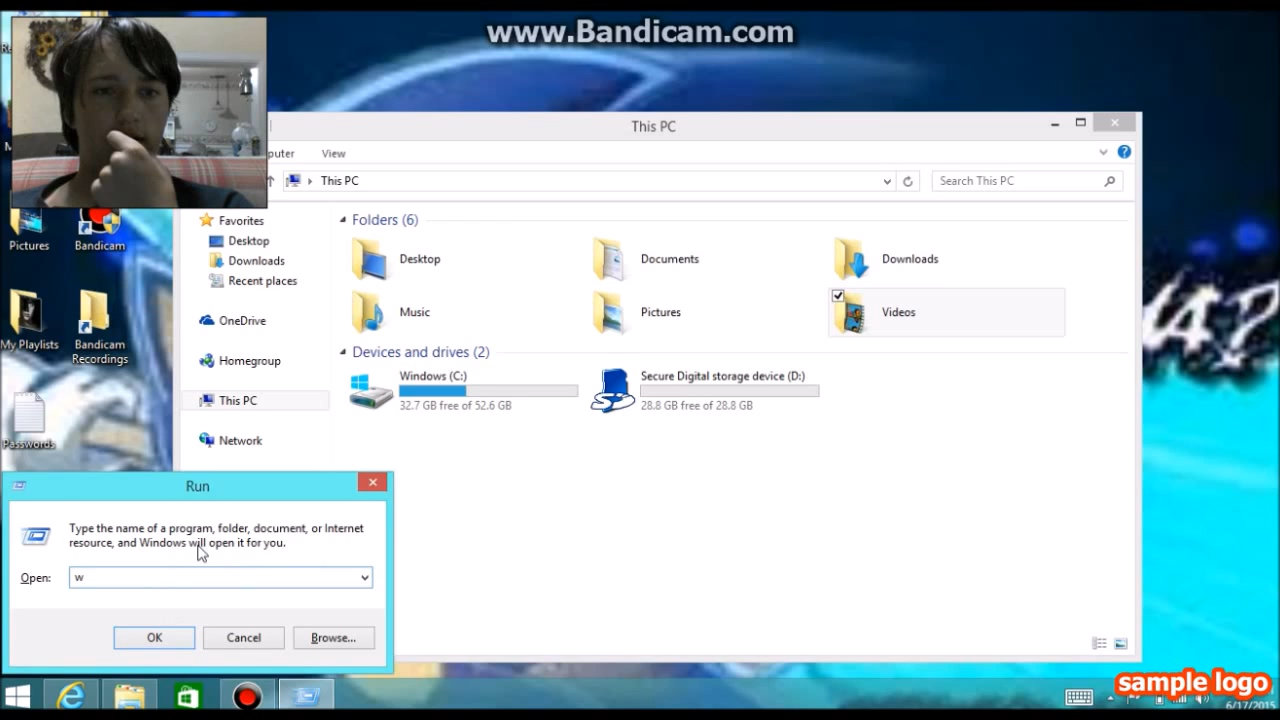 www.Bandicam.com
This PC
puter
View
This PC
Search This PC
Favorites
Desktop
Downloads
Recent places
OneDrive
Homegroup
This PC
Network
Folders (6)
Desktop
Documents
Downloads
Music
Pictures
Videos
Devices and drives (2)
Windows (C:)
32.7 GB free of 52.6 GB
Secure Digital storage device (D:)
28.8 GB free of 28.8 GB
Pictures
Bandicam
My Playlists
Bandicam
Recordings
Passwords
Run
Type the name of a program, folder, document, or Internet
resource, and Windows will open it for you.
Open:
w
OK
Cancel
Browse...
sample logo
6/17/2015